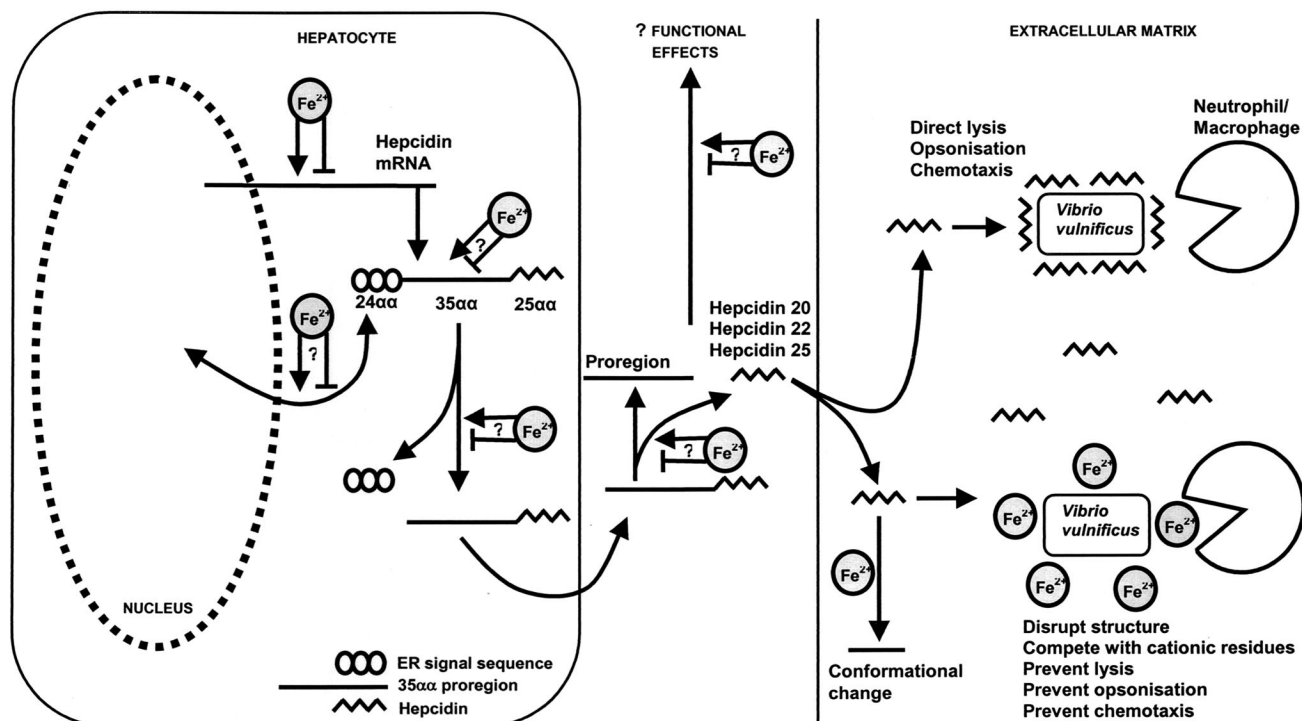 HEPATOCYTE
Fe2+
Hepcidin
mRNA
Fe2+
?
24αα
35αα
25αα
Fe2+
?
Fe2+
?
NUCLEUS
ER signal sequence
35αα proregion
Hepcidin
? FUNCTIONAL
EFFECTS
Fe2+
?
Hepcidin 20
Hepcidin 22
Hepcidin 25
Proregion
Fe2+
?
EXTRACELLULAR MATRIX
Direct lysis
Opsonisation
Chemotaxis
Neutrophil/
Macrophage
Vibrio
vulnificus
Fe2+
Fe2+
Vibrio
vulnificus
Fe2+
Fe2+
Fe2+
Fe2+
Conformational
change
Disrupt structure
Compete with cationic residues
Prevent lysis
Prevent opsonisation
Prevent chemotaxis